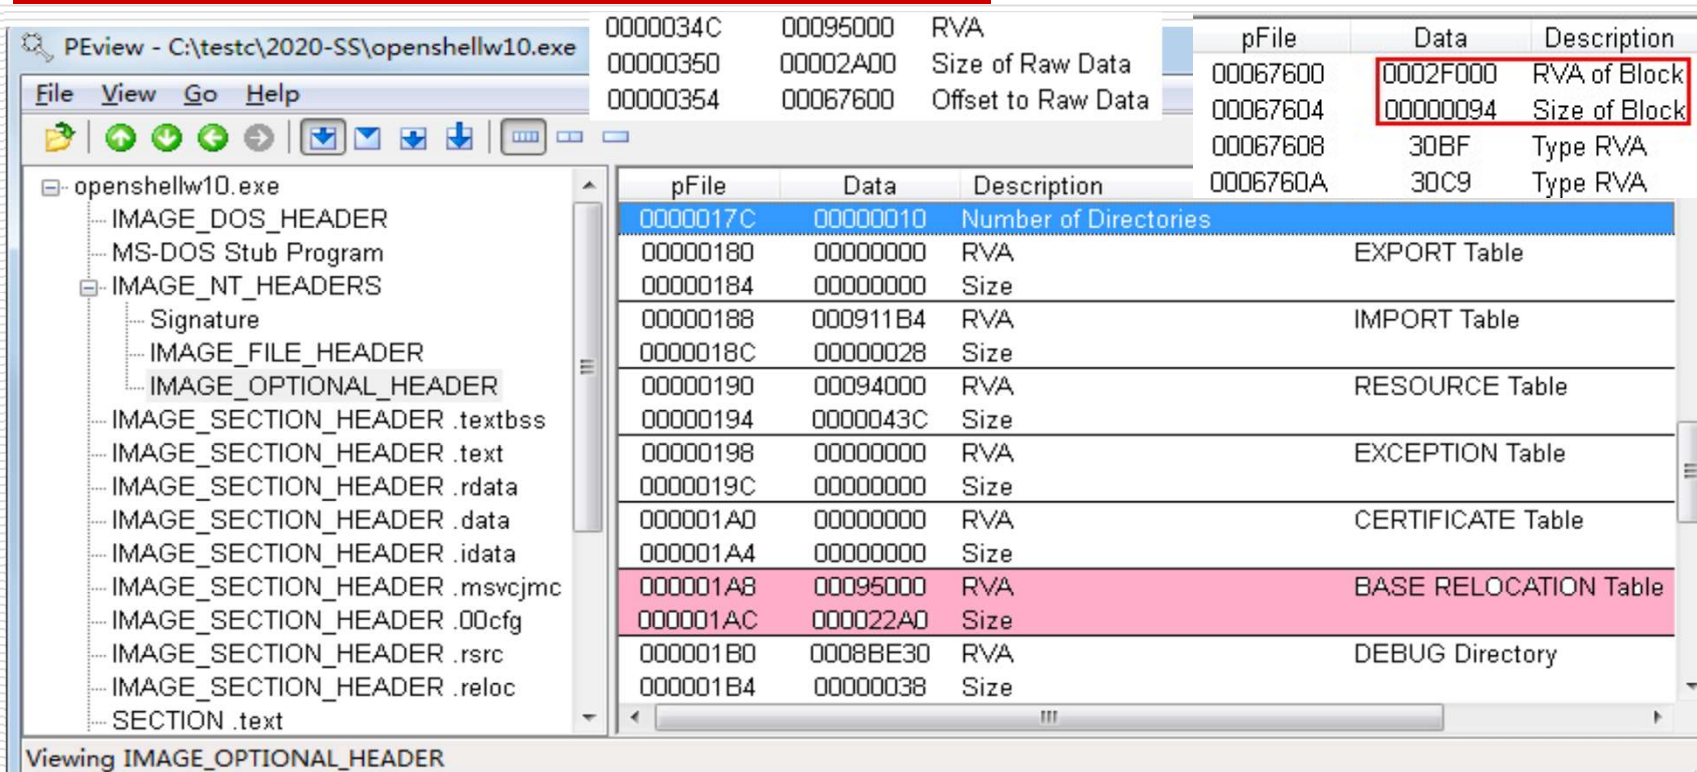 PEview - C:\testc\2020-SS\openshellw10.exe
File View Go Help
0000034C 00095000 RVA
00000350 00002A00 Size of Raw Data
00000354 00067600 Offset to Raw Data
pFile Data Description
00067600 0002F000 RVA of Block
00067604 00000094 Size of Block
00067608 30BF Type RVA
0006760A 30C9 Type RVA
openshellw10.exe
IMAGE_DOS_HEADER
MS-DOS Stub Program
IMAGE_NT_HEADERS
Signature
IMAGE_FILE_HEADER
IMAGE_OPTIONAL_HEADER
IMAGE_SECTION_HEADER .textbss
IMAGE_SECTION_HEADER .text
IMAGE_SECTION_HEADER .rdata
IMAGE_SECTION_HEADER .data
IMAGE_SECTION_HEADER .idata
IMAGE_SECTION_HEADER .msvcjmc
IMAGE_SECTION_HEADER .00cfg
IMAGE_SECTION_HEADER .rsrc
IMAGE_SECTION_HEADER .reloc
SECTION .text
pFile Data Description
0000017C 00000010 Number of Directories
00000180 00000000 RVA EXPORT Table
00000184 00000000 Size
00000188 000911B4 RVA IMPORT Table
0000018C 00000028 Size
00000190 00094000 RVA RESOURCE Table
00000194 0000043C Size
00000198 00000000 RVA EXCEPTION Table
0000019C 00000000 Size
000001A0 00000000 RVA CERTIFICATE Table
000001A4 00000000 Size
000001A8 00095000 RVA BASE RELOCATION Table
000001AC 000022A0 Size
000001B0 0008BE30 RVA DEBUG Directory
000001B4 00000038 Size
Viewing IMAGE_OPTIONAL_HEADER